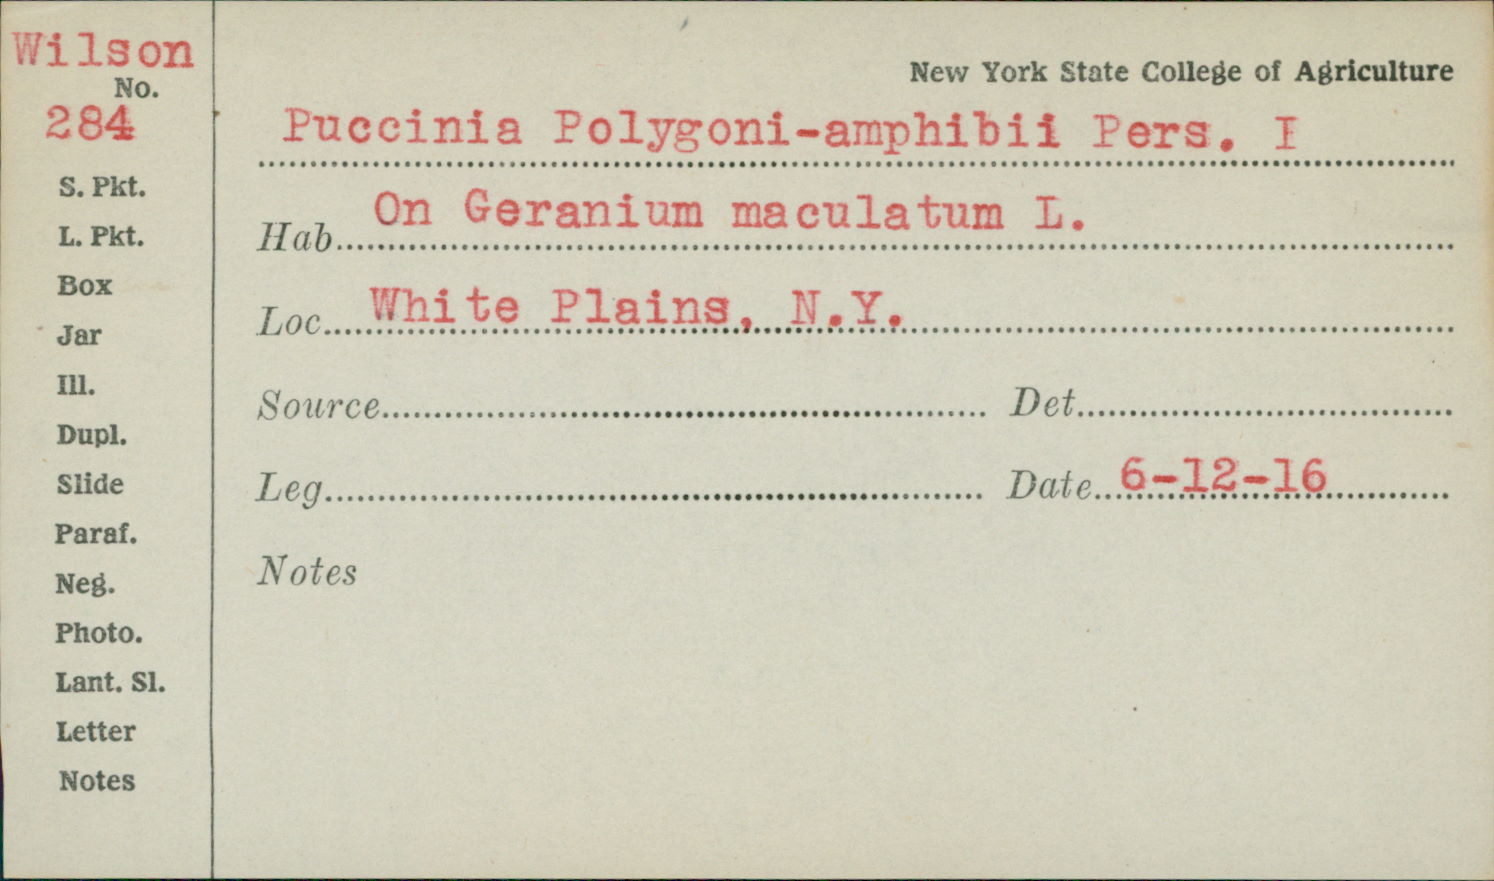 Wilson
No.
284
S. Pkt.
L. Pkt.
Box
Jar
Ill.
Dupl.
Slide
Paraf.
Neg.
Photo.
Lant. Sl.
Letter
Notes
New York State College of Agriculture
Puccinia Polygoni-amphibii Pers. I
Hab. On Geranium maculatum L.
Loc. White Plains, N.Y.
Source Det.
Leg. Date 6-12-16
Notes